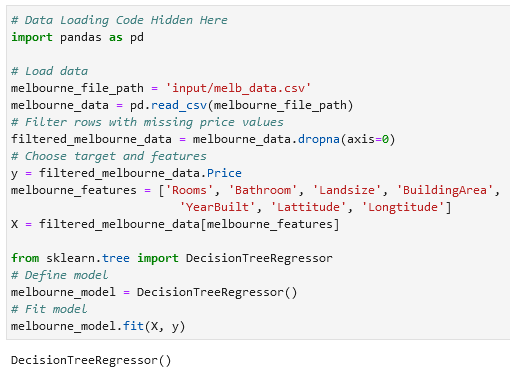 # Data Loading Code Hidden Here
import pandas as pd
# Load data
melbourne_file_path = 'input/melb_data.csv'
melbourne_data = pd.read_csv(melbourne_file_path)
# Filter rows with missing price values
filtered_melbourne_data = melbourne_data.dropna(axis=0)
# Choose target and features
y = filtered_melbourne_data.Price
melbourne_features = ['Rooms', 'Bathroom', 'Landsize', 'BuildingArea',
'YearBuilt', 'Lattitude', 'Longtitude']
X = filtered_melbourne_data[melbourne_features]
from sklearn.tree import DecisionTreeRegressor
# Define model
melbourne_model = DecisionTreeRegressor()
# Fit model
melbourne_model.fit(X, y)
DecisionTreeRegressor()